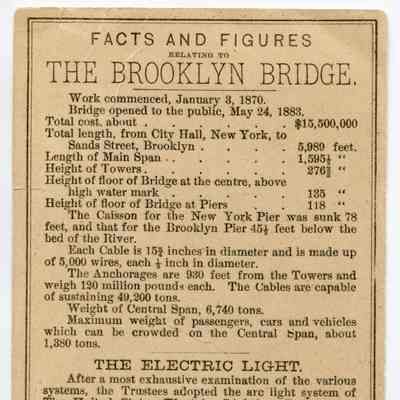 FACTS AND FIGURES
RELATING TO
THE BROOKLYN BRIDGE.
Work commenced, January 3, 1870.
Bridge opened to the public, May 24, 1883.
Total cost, about . . . . . . $15,500,000
Total length, from City Hall, New York, to
Sands Street, Brooklyn . . . . 5,989 feet.
Length of Main Span . . . . . 1,595½ "
Height of Towers . . . . . . 276⅔ "
Height of floor of Bridge at the centre, above
high water mark . . . . . 135 "
Height of floor of Bridge at Piers . . 118 "
The Caisson for the New York Pier was sunk 78
feet, and that for the Brooklyn Pier 45½ feet below the
bed of the River.
Each Cable is 15¾ inches in diameter and is made up
of 5,000 wires, each ⅛ inch in diameter.
The Anchorages are 930 feet from the Towers and
weigh 120 million pounds each. The Cables are capable
of sustaining 49,200 tons.
Weight of Central Span, 6,740 tons.
Maximum weight of passengers, cars and vehicles
which can be crowded on the Central Span, about
1,380 tons.
THE ELECTRIC LIGHT.
After a most exhaustive examination of the various
systems, the Trustees adopted the arc light system of